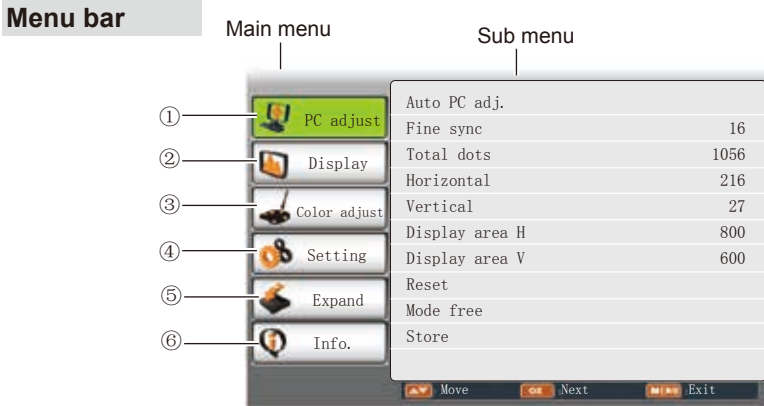 Menu bar
Main menu
Sub menu
① PC adjust
② Display
③ Color adjust
④ Setting
⑤ Expand
⑥ Info.
Auto PC adj.
Fine sync 16
Total dots 1056
Horizontal 216
Vertical 27
Display area H 800
Display area V 600
Reset
Mode free
Store
▲▼ Move OK Next MENU Exit